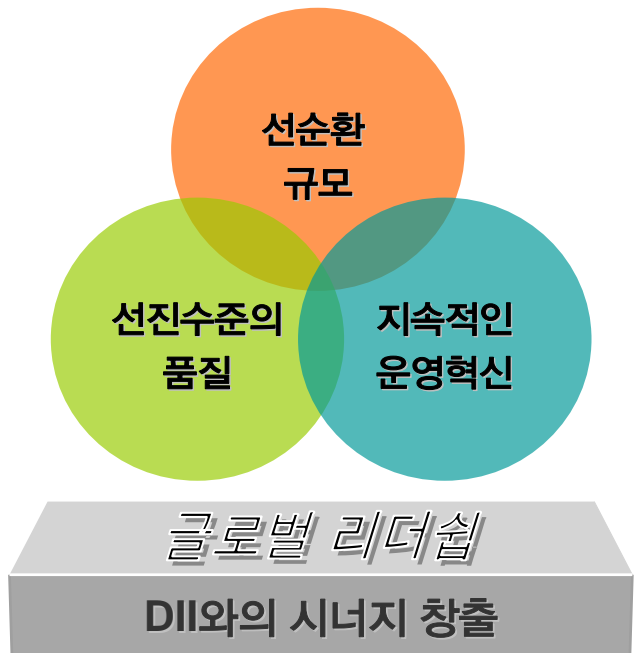 선순환
규모
선진수준의
품질
지속적인
운영혁신
글로벌 리더쉽
DII와의 시너지 창출